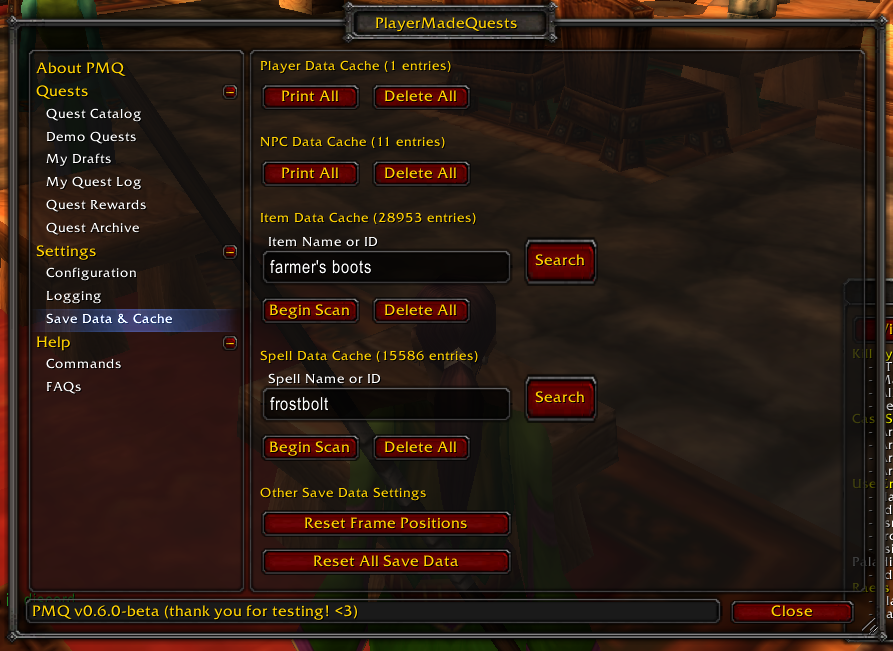 PlayerMadeQuests
About PMQ
Quests
Quest Catalog
Demo Quests
My Drafts
My Quest Log
Quest Rewards
Quest Archive
Settings
Configuration
Logging
Save Data & Cache
Help
Commands
FAQs
Player Data Cache (1 entries)
Print All Delete All
NPC Data Cache (11 entries)
Print All Delete All
Item Data Cache (28953 entries)
Item Name or ID
farmer's boots Search
Begin Scan Delete All
Spell Data Cache (15586 entries)
Spell Name or ID
frostbolt Search
Begin Scan Delete All
Other Save Data Settings
Reset Frame Positions
Reset All Save Data
PMQ v0.6.0-beta (thank you for testing! <3) Close